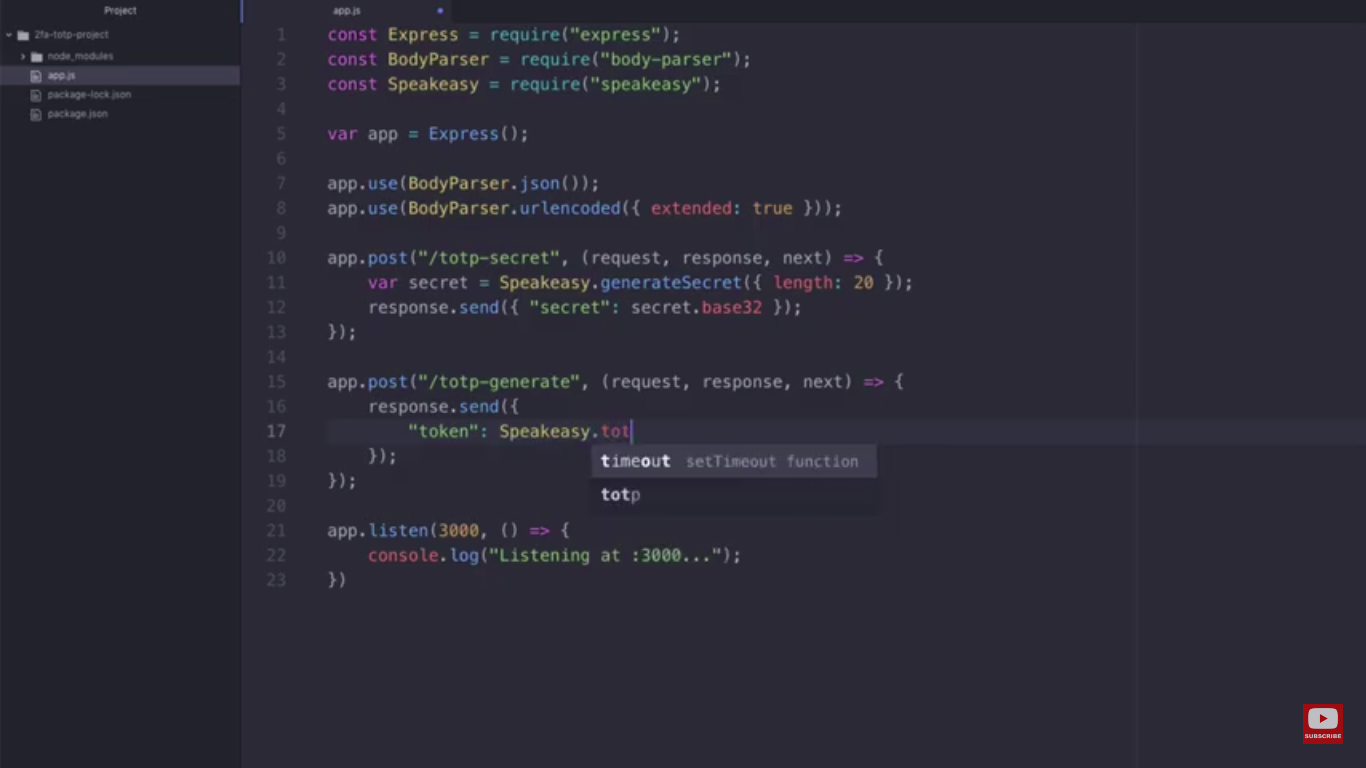 Project
app.js
2fa-totp-project
node_modules
app.js
package-lock.json
package.json
1 const Express = require("express");
2 const BodyParser = require("body-parser");
3 const Speakeasy = require("speakeasy");
4
5 var app = Express();
6
7 app.use(BodyParser.json());
8 app.use(BodyParser.urlencoded({ extended: true }));
9
10 app.post("/totp-secret", (request, response, next) => {
11 var secret = Speakeasy.generateSecret({ length: 20 });
12 response.send({ "secret": secret.base32 });
13 });
14
15 app.post("/totp-generate", (request, response, next) => {
16 response.send({
17 "token": Speakeasy.tot
18 });
timeout setTimeout function
19 });
totp
20
21 app.listen(3000, () => {
22 console.log("Listening at :3000...");
23 })
SUBSCRIBE